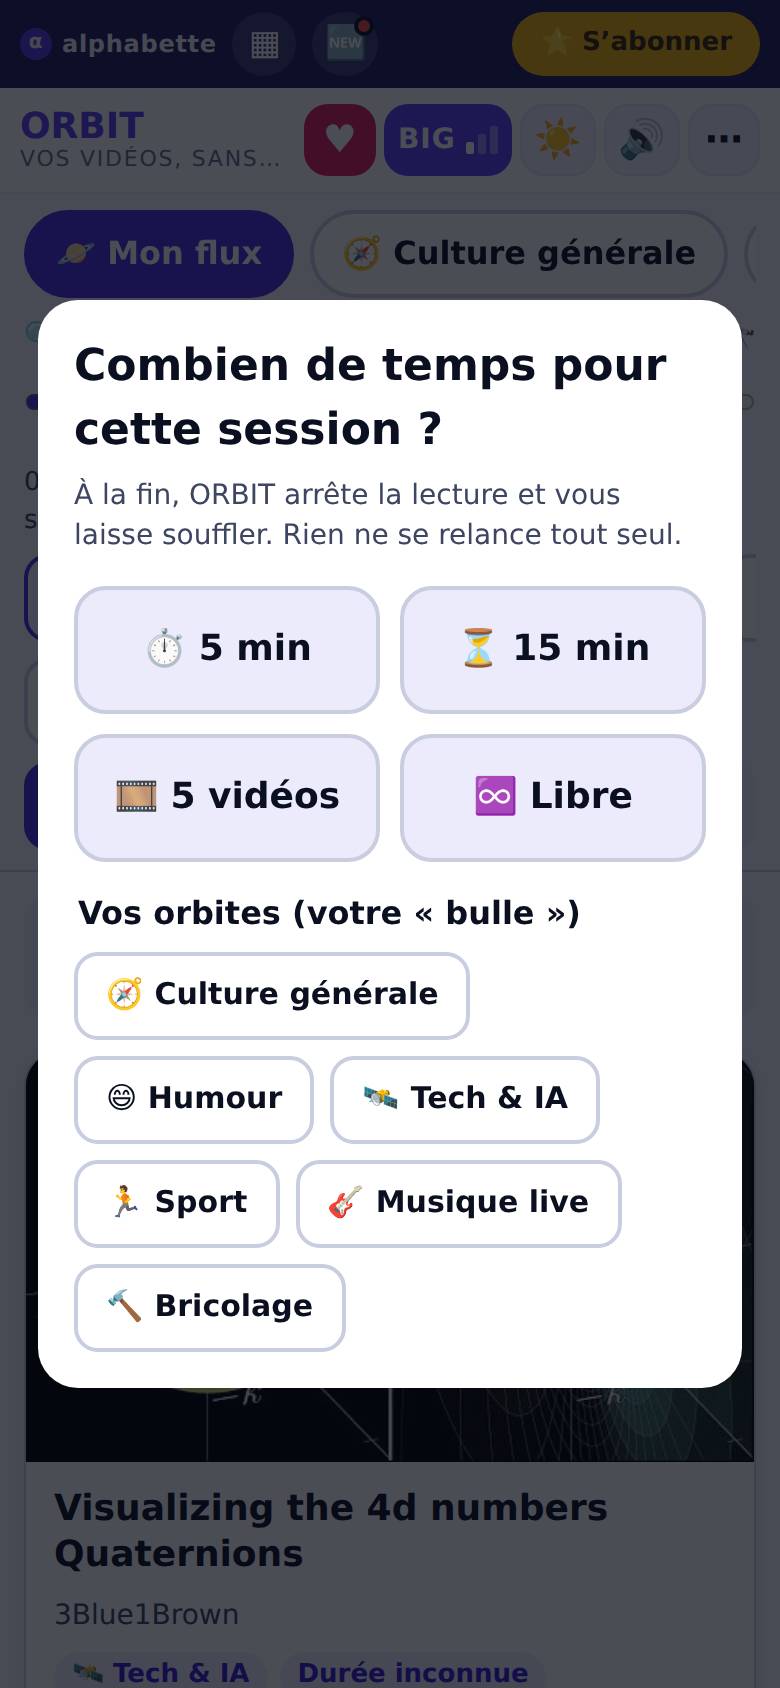 α alphabette
NEW
⭐ S’abonner
ORBIT
VOS VIDÉOS, SANS…
BIG
🪐 Mon flux
🧭 Culture générale
Combien de temps pour
cette session ?
À la fin, ORBIT arrête la lecture et vous
laisse souffler. Rien ne se relance tout seul.
⏱️ 5 min
⏳ 15 min
🎞️ 5 vidéos
♾️ Libre
Vos orbites (votre « bulle »)
🧭 Culture générale
😄 Humour
🛰️ Tech & IA
🏃 Sport
🎸 Musique live
🔨 Bricolage
Visualizing the 4d numbers
Quaternions
3Blue1Brown
🛰️ Tech & IA
Durée inconnue